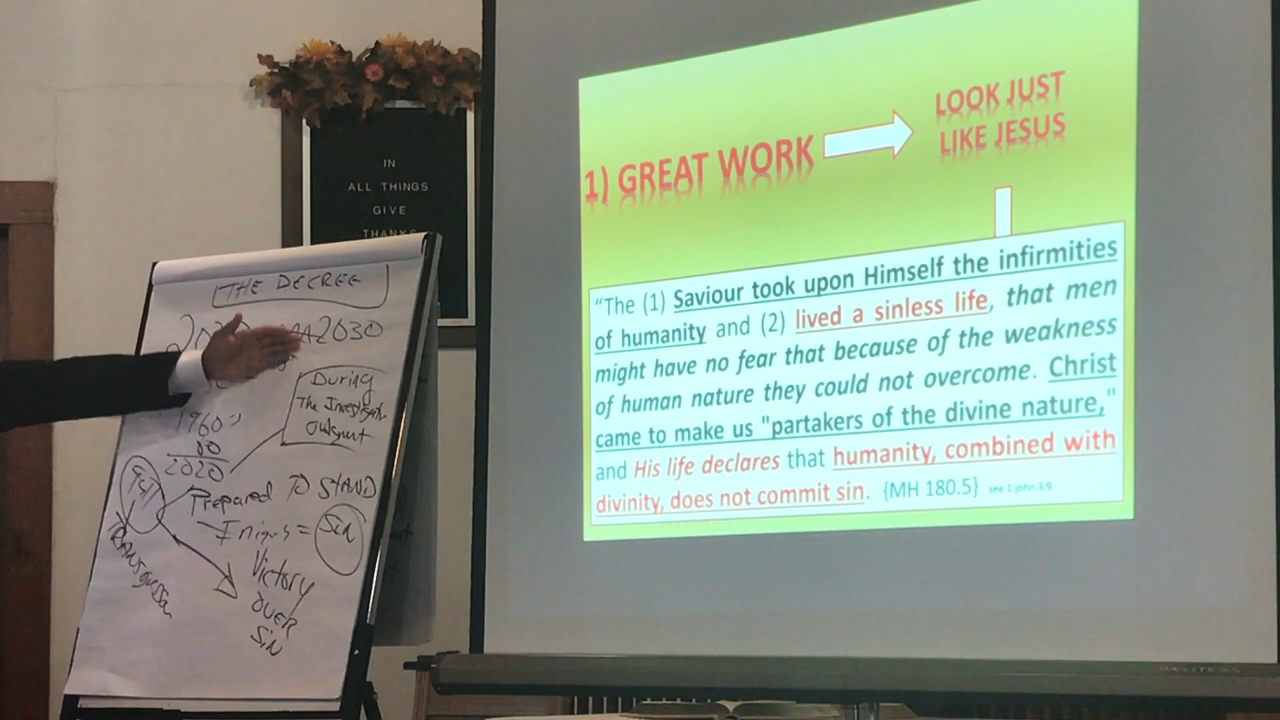 IN
ALL THINGS
GIVE
THANKS
THE DECREE
2030
During
The
1960
80
2020
Prepared TO STAND
= Sin
Victory
OVER
SiN
1) GREAT WORK
LOOK JUST
LIKE JESUS
“The (1) Saviour took upon Himself the infirmities
of humanity and (2) lived a sinless life, that men
might have no fear that because of the weakness
of human nature they could not overcome. Christ
came to make us "partakers of the divine nature,"
and His life declares that humanity, combined with
divinity, does not commit sin. {MH 180.5} see 1 john 3:9